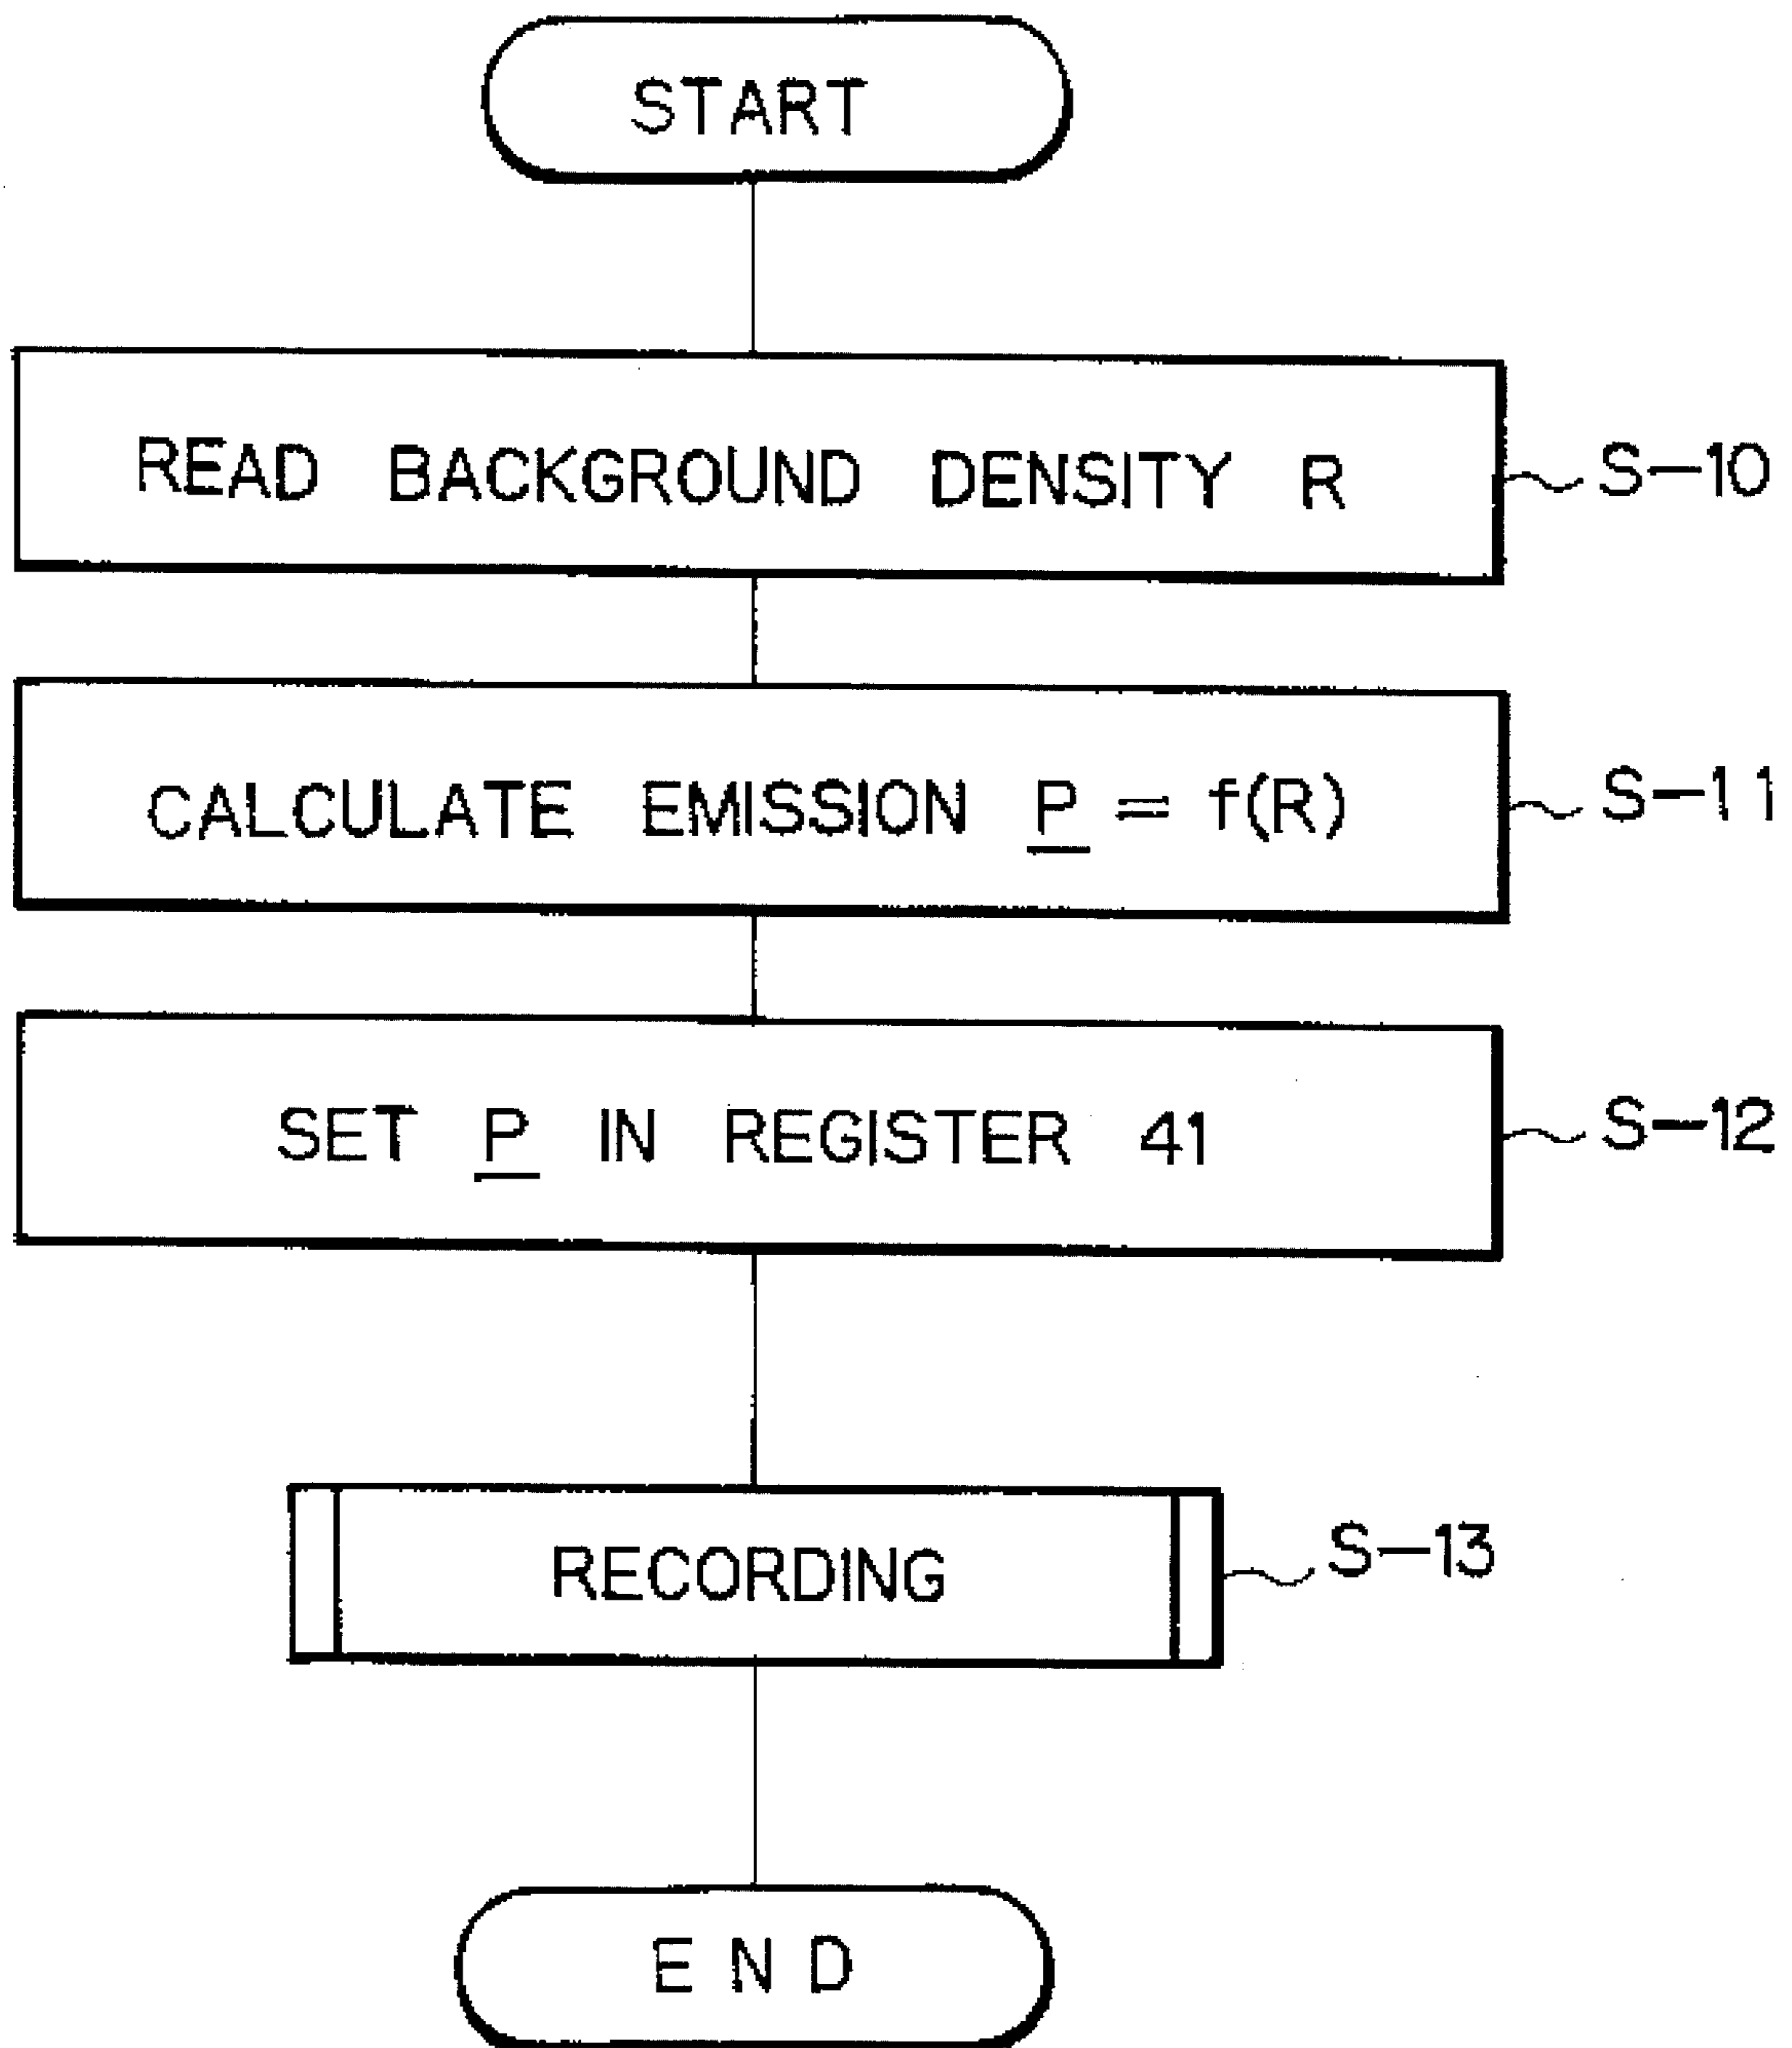 START
READ BACKGROUND DENSITY R S-10
CALCULATE EMISSION P = f(R) S-11
SET P IN REGISTER 41 S-12
RECORDING S-13
END